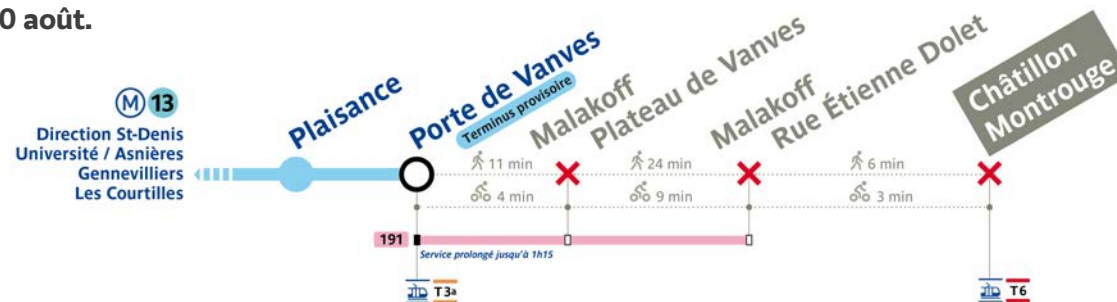 0 août.
M 13
Direction St-Denis
Université / Asnières
Gennevilliers
Les Courtilles
Plaisance
Porte de Vanves
Terminus provisoire
Malakoff
Plateau de Vanves
Malakoff
Rue Étienne Dolet
Châtillon
Montrouge
11 min
24 min
6 min
4 min
9 min
3 min
191
Service prolongé jusqu'à 1h15
T3a
T6